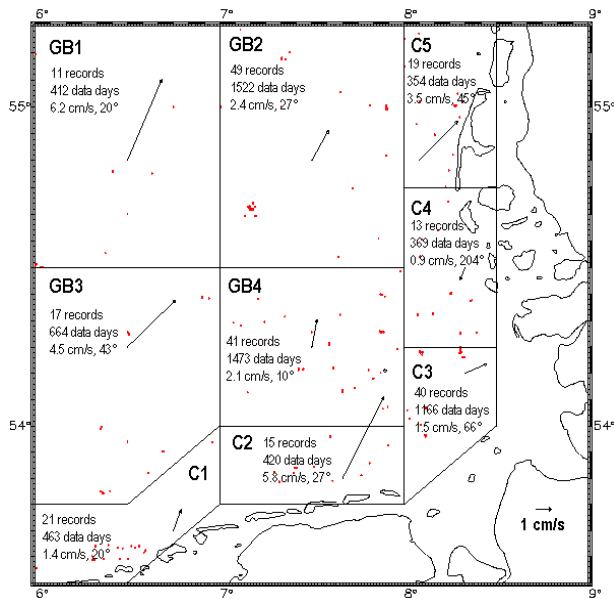 6° 7° 8°
GB1
11 records
412 data days
6.2 cm/s, 20°
GB2
49 records
1522 data days
2.4 cm/s, 27°
C5
19 records
354 data days
3.5 cm/s, 45°
55° 55°
C4
13 records
369 data days
0.9 cm/s, 204°
GB3
17 records
664 data days
4.5 cm/s, 43°
GB4
41 records
1473 data days
2.1 cm/s, 10°
C3
40 records
1166 data days
1.5 cm/s, 66°
54° 54°
C2
15 records
420 data days
5.8 cm/s, 27°
C1
21 records
463 data days
1.4 cm/s, 20°
1 cm/s
6° 7° 8°